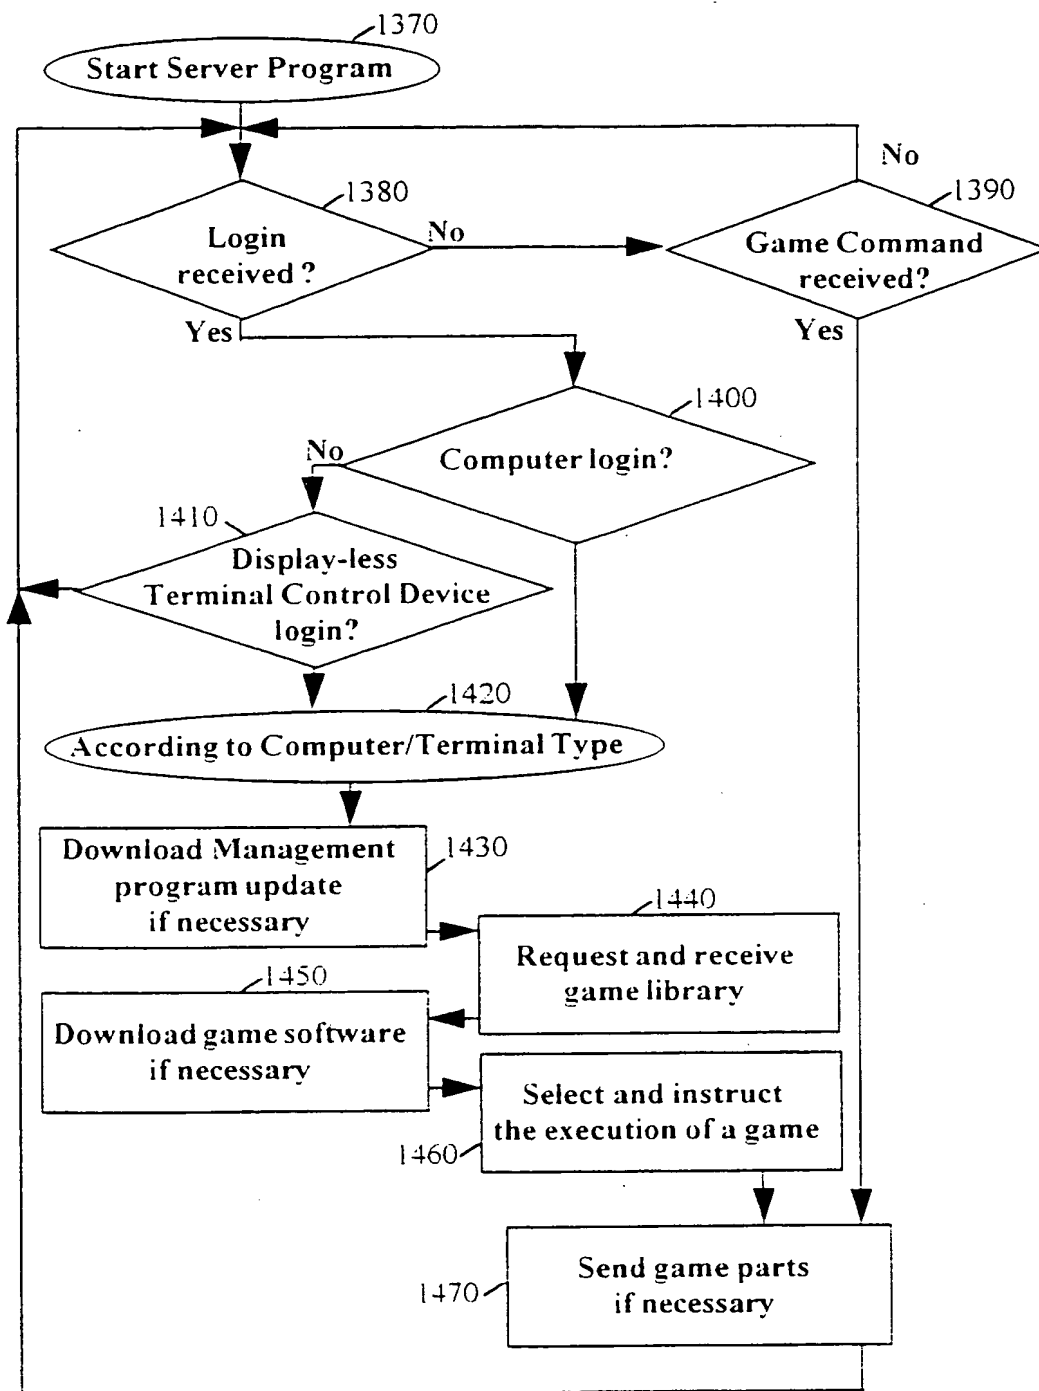 1370
Start Server Program
No
1380
1390
Login
received ?
No
Game Command
received?
Yes
Yes
1400
No
Computer login?
1410
Display-less
Terminal Control Device
login?
1420
According to Computer/Terminal Type
Download Management
program update
if necessary
1430
1440
Request and receive
game library
1450
Download game software
if necessary
Select and instruct
the execution of a game
1460
Send game parts
if necessary
1470